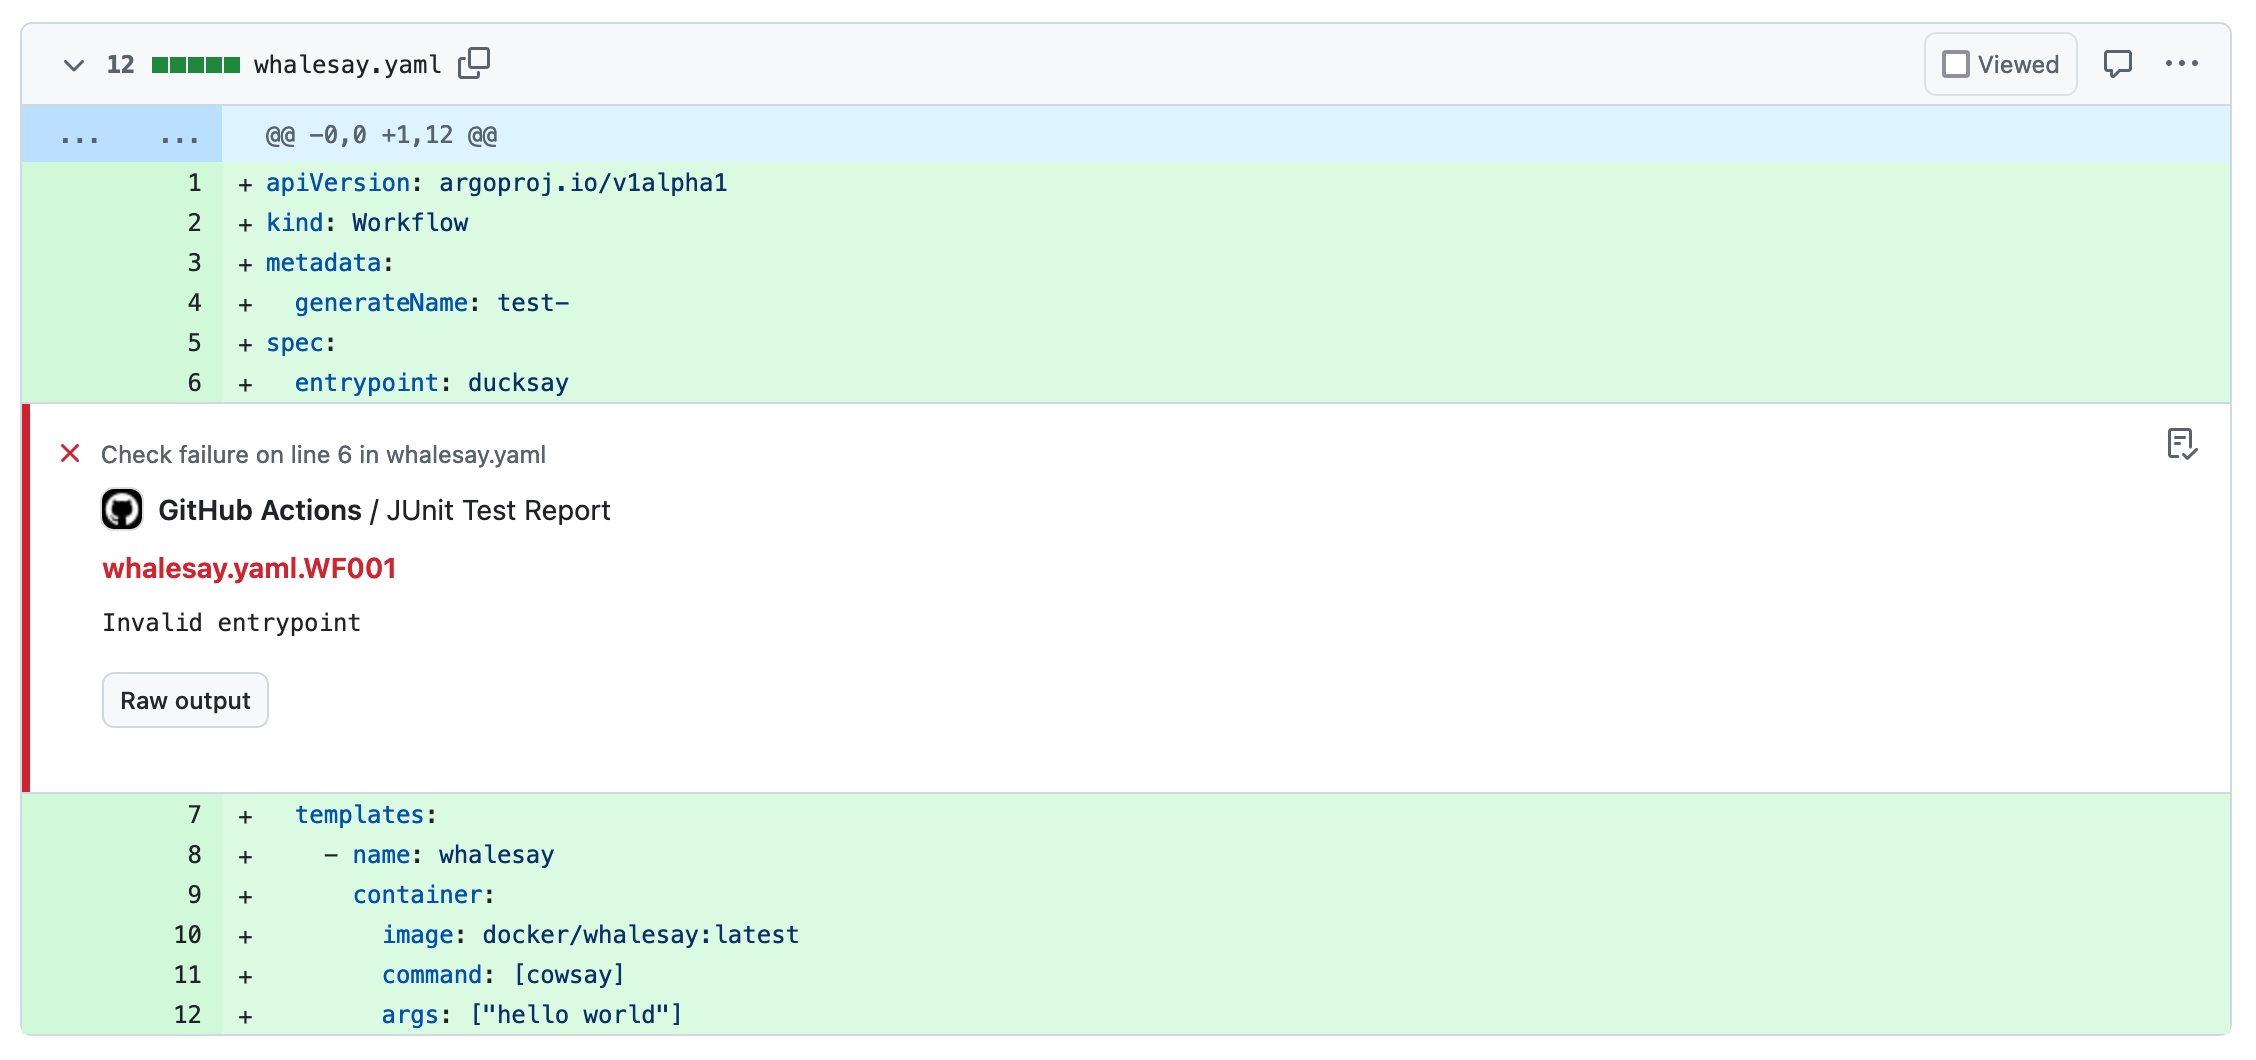 12 whalesay.yaml Viewed
... ... @@ -0,0 +1,12 @@
1 + apiVersion: argoproj.io/v1alpha1
2 + kind: Workflow
3 + metadata:
4 +   generateName: test-
5 + spec:
6 +   entrypoint: ducksay
Check failure on line 6 in whalesay.yaml
GitHub Actions / JUnit Test Report
whalesay.yaml.WF001
Invalid entrypoint
Raw output
7 +   templates:
8 +     - name: whalesay
9 +       container:
10 +         image: docker/whalesay:latest
11 +         command: [cowsay]
12 +         args: ["hello world"]